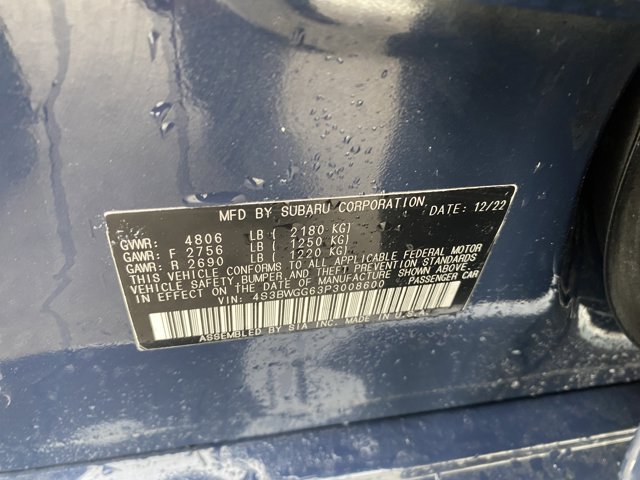 MFD BY SUBARU CORPORATION DATE: 12/22
GVWR: 4806 LB ( 2180 KG)
GAWR: F 2756 LB ( 1250 KG)
GAWR: R 2690 LB ( 1220 KG)
THIS VEHICLE CONFORMS TO ALL APPLICABLE FEDERAL MOTOR
VEHICLE SAFETY, BUMPER, AND THEFT PREVENTION STANDARDS
IN EFFECT ON THE DATE OF MANUFACTURE SHOWN ABOVE.
VIN: 4S3BWGG63P3008600 PASSENGER CAR
ASSEMBLED BY SIA INC. MADE IN U.S.A.